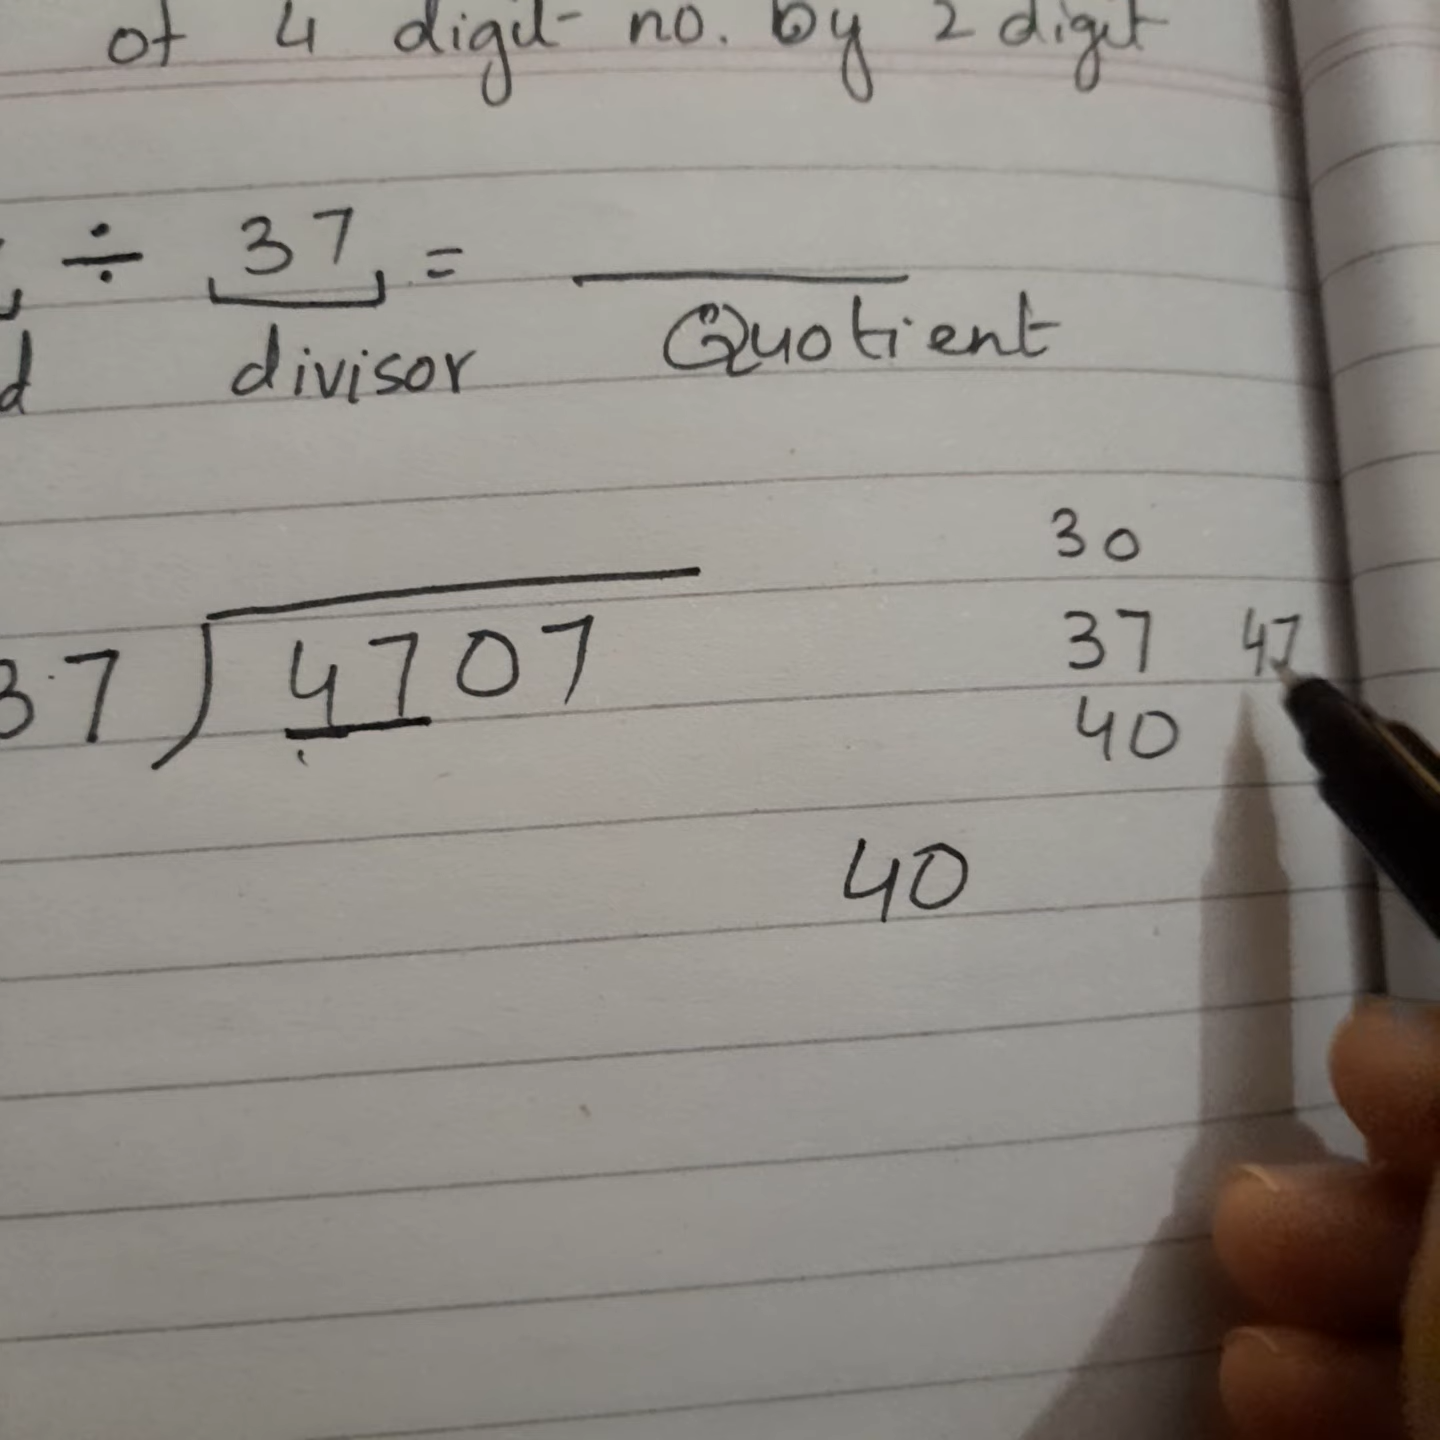 of 4 digit no. by 2 digit
÷ 37 =
d divisor Quotient
30
37 ) 4707 37 47
40
40